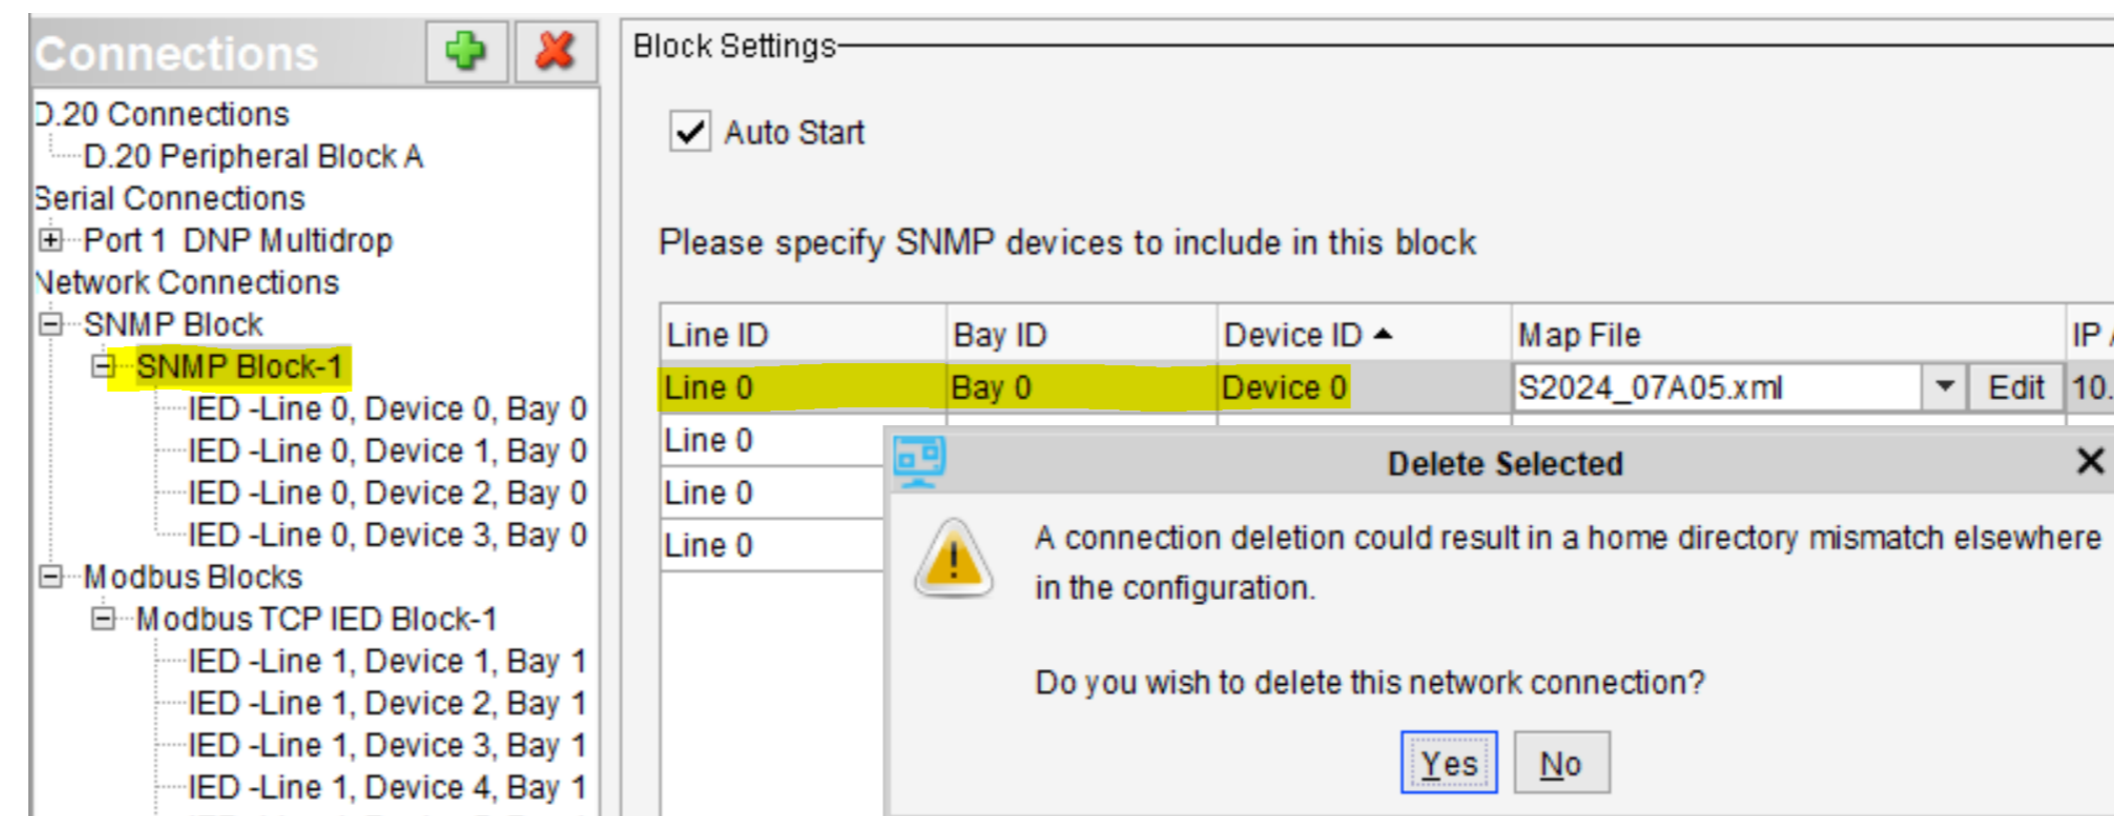 Connections
D.20 Connections
D.20 Peripheral Block A
Serial Connections
Port 1 DNP Multidrop
Network Connections
SNMP Block
SNMP Block-1
IED -Line 0, Device 0, Bay 0
IED -Line 0, Device 1, Bay 0
IED -Line 0, Device 2, Bay 0
IED -Line 0, Device 3, Bay 0
Modbus Blocks
Modbus TCP IED Block-1
IED -Line 1, Device 1, Bay 1
IED -Line 1, Device 2, Bay 1
IED -Line 1, Device 3, Bay 1
IED -Line 1, Device 4, Bay 1
Block Settings
Auto Start
Please specify SNMP devices to include in this block
Line ID Bay ID Device ID Map File IP
Line 0 Bay 0 Device 0 S2024_07A05.xml Edit 10.
Line 0
Line 0
Line 0
Delete Selected
A connection deletion could result in a home directory mismatch elsewhere
in the configuration.
Do you wish to delete this network connection?
Yes No